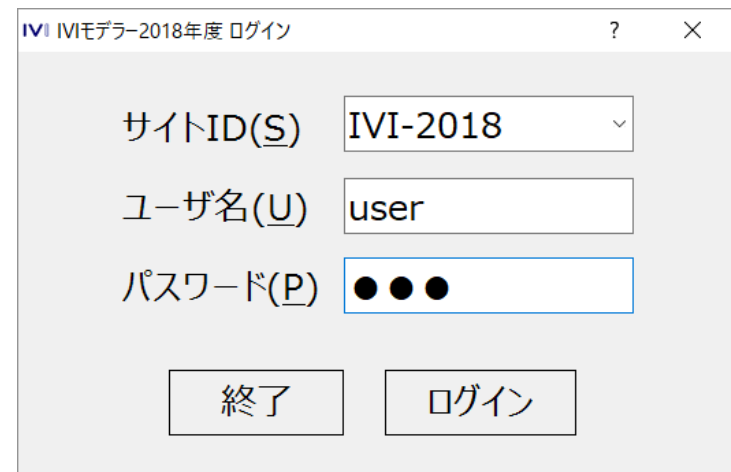 IVI IVIモデラー2018年度 ログイン ?
サイトID(S) IVI-2018
ユーザ名(U) user
パスワード(P) ●●●
終了 ログイン